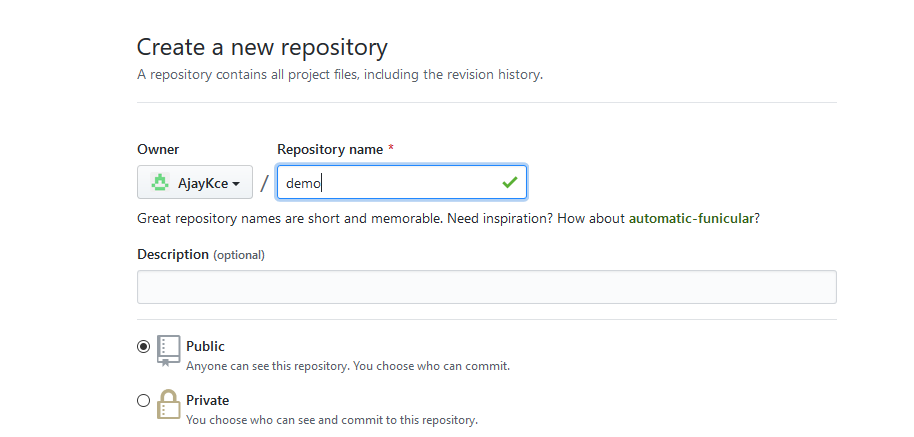 Create a new repository
A repository contains all project files, including the revision history.
Owner
Repository name *
AjayKce
/
demo
Great repository names are short and memorable. Need inspiration? How about automatic-funicular?
Description (optional)
Public
Anyone can see this repository. You choose who can commit.
Private
You choose who can see and commit to this repository.